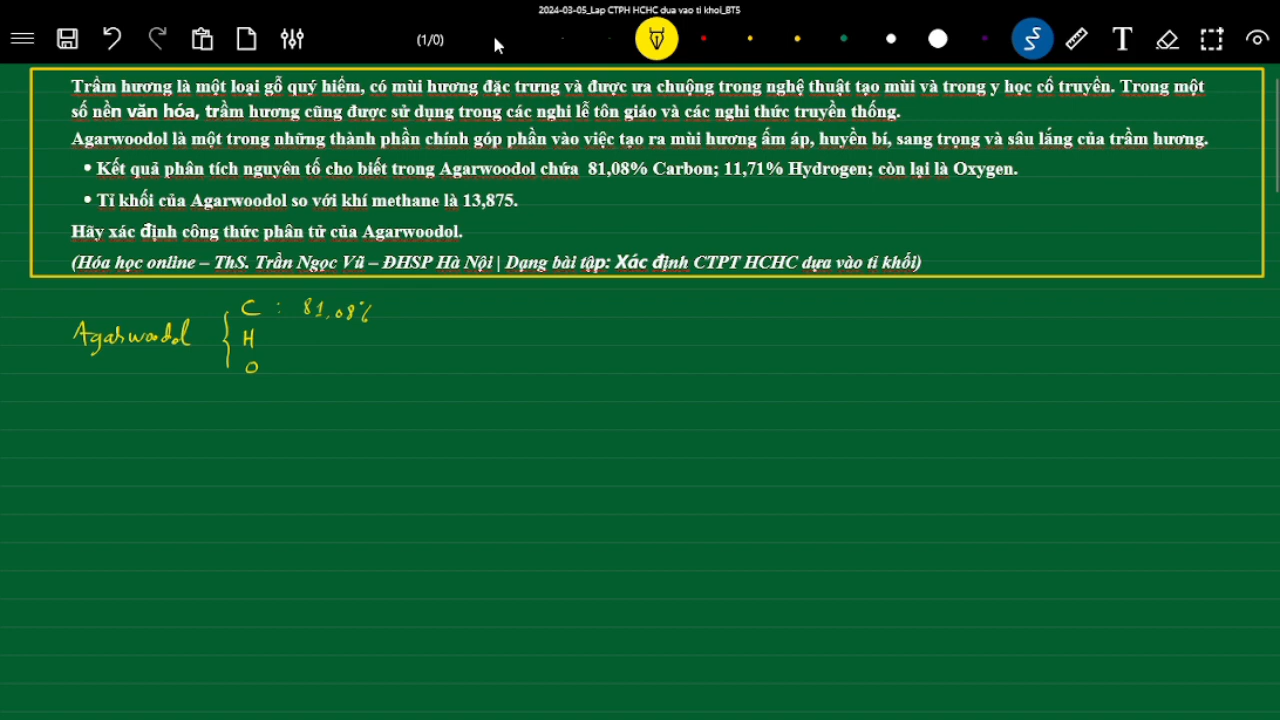 2024-03-05_Lap CTPH HCHC dua vao ti khoi_BT5
(1/0)
T
Trầm hương là một loại gỗ quý hiếm, có mùi hương đặc trưng và được ưa chuộng trong nghệ thuật tạo mùi và trong y học cổ truyền. Trong một
số nền văn hóa, trầm hương cũng được sử dụng trong các nghi lễ tôn giáo và các nghi thức truyền thống.
Agarwoodol là một trong những thành phần chính góp phần vào việc tạo ra mùi hương ấm áp, huyền bí, sang trọng và sâu lắng của trầm hương.
• Kết quả phân tích nguyên tố cho biết trong Agarwoodol chứa 81,08% Carbon; 11,71% Hydrogen; còn lại là Oxygen.
• Tỉ khối của Agarwoodol so với khí methane là 13,875.
Hãy xác định công thức phân tử của Agarwoodol.
(Hóa học online – ThS. Trần Ngọc Vũ – ĐHSP Hà Nội | Dạng bài tập: Xác định CTPT HCHC dựa vào tỉ khối)
C : 81,08%
Agarwoodol { H
O